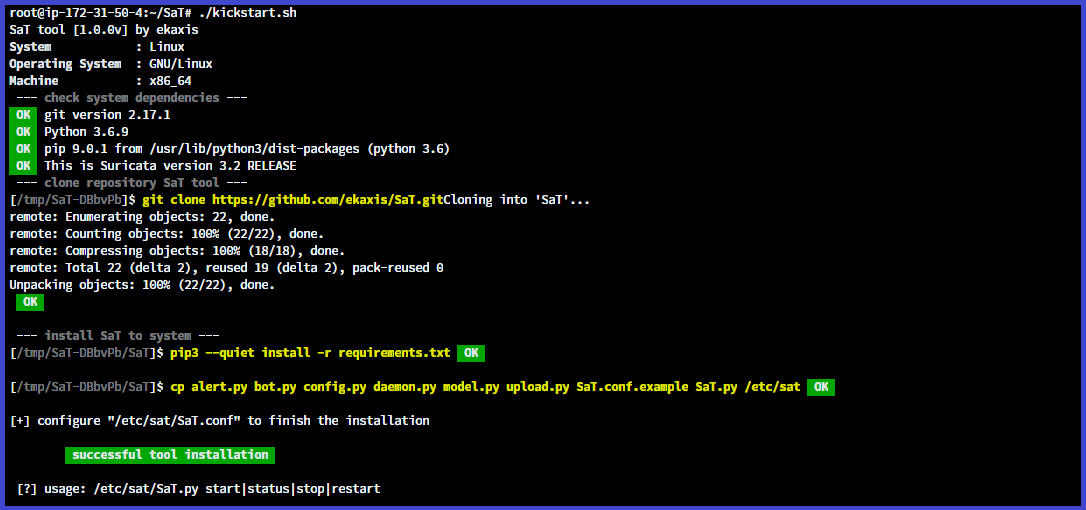 root@ip-172-31-50-4:~/SaT# ./kickstart.sh
SaT tool [1.0.0v] by ekaxis
System            : Linux
Operating System  : GNU/Linux
Machine           : x86_64
 --- check system dependencies ---
 OK  git version 2.17.1
 OK  Python 3.6.9
 OK  pip 9.0.1 from /usr/lib/python3/dist-packages (python 3.6)
 OK  This is Suricata version 3.2 RELEASE
 --- clone repository SaT tool ---
[/tmp/SaT-DBbvPb]$ git clone https://github.com/ekaxis/SaT.gitCloning into 'SaT'...
remote: Enumerating objects: 22, done.
remote: Counting objects: 100% (22/22), done.
remote: Compressing objects: 100% (18/18), done.
remote: Total 22 (delta 2), reused 19 (delta 2), pack-reused 0
Unpacking objects: 100% (22/22), done.
 OK
 --- install SaT to system ---
[/tmp/SaT-DBbvPb/SaT]$ pip3 --quiet install -r requirements.txt  OK
[/tmp/SaT-DBbvPb/SaT]$ cp alert.py bot.py config.py daemon.py model.py upload.py SaT.conf.example SaT.py /etc/sat  OK
[+] configure "/etc/sat/SaT.conf" to finish the installation
 successful tool installation
 [?] usage: /etc/sat/SaT.py start|status|stop|restart